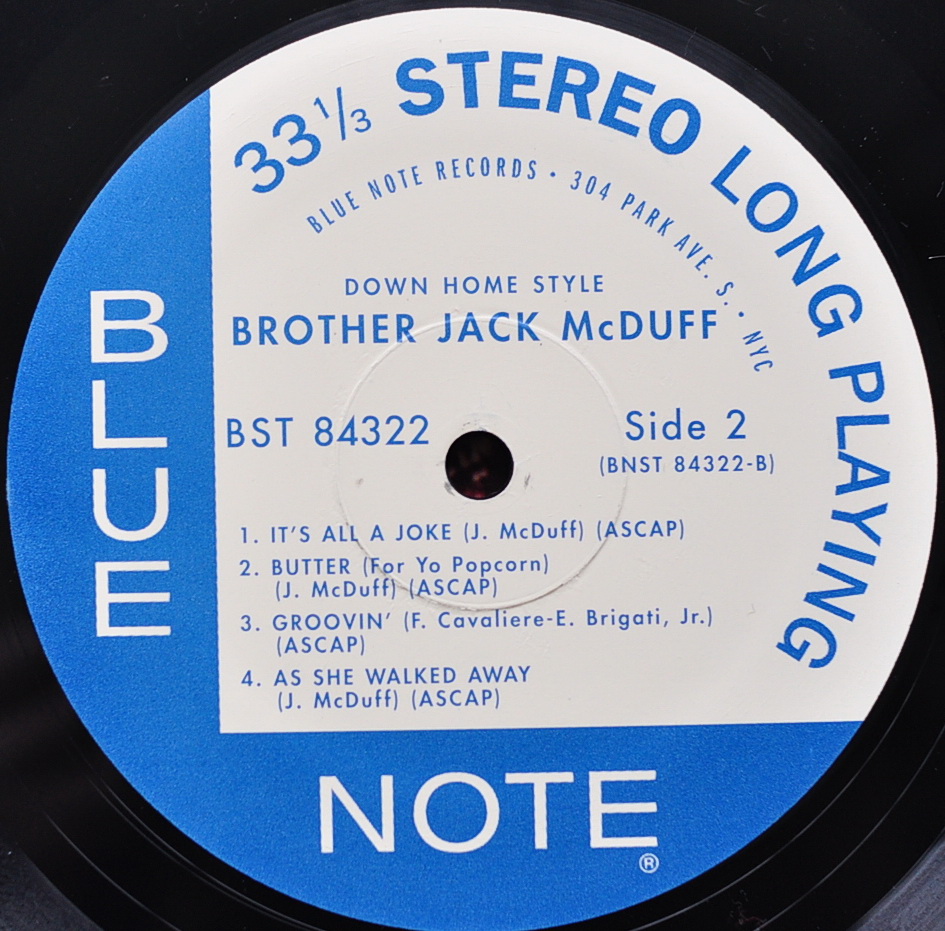 33⅓ STEREO LONG PLAYING
BLUE NOTE RECORDS · 304 PARK AVE. S. · NYC
DOWN HOME STYLE
BROTHER JACK McDUFF
BST 84322
Side 2
(BNST 84322-B)
1. IT'S ALL A JOKE (J. McDuff) (ASCAP)
2. BUTTER (For Yo Popcorn)
(J. McDuff) (ASCAP)
3. GROOVIN' (F. Cavaliere-E. Brigati, Jr.)
(ASCAP)
4. AS SHE WALKED AWAY
(J. McDuff) (ASCAP)
BLUE
NOTE
®